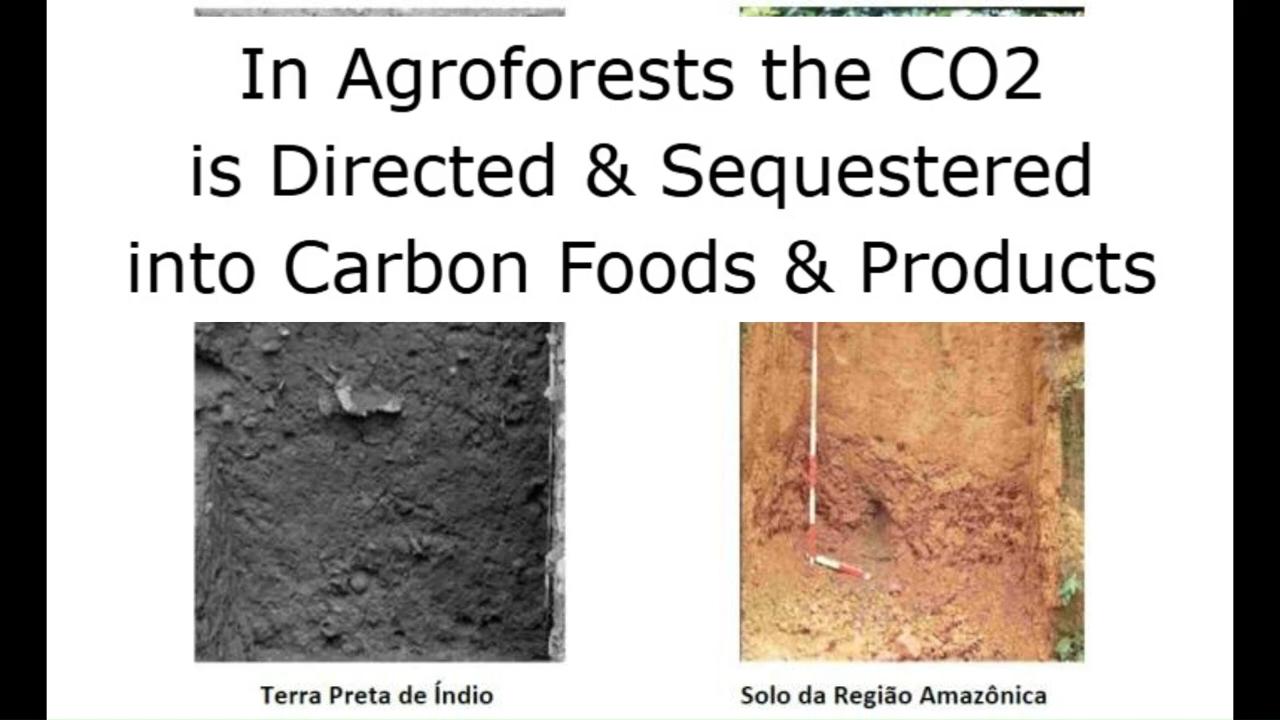 In Agroforests the CO2
is Directed & Sequestered
into Carbon Foods & Products
Terra Preta de Índio
Solo da Região Amazônica